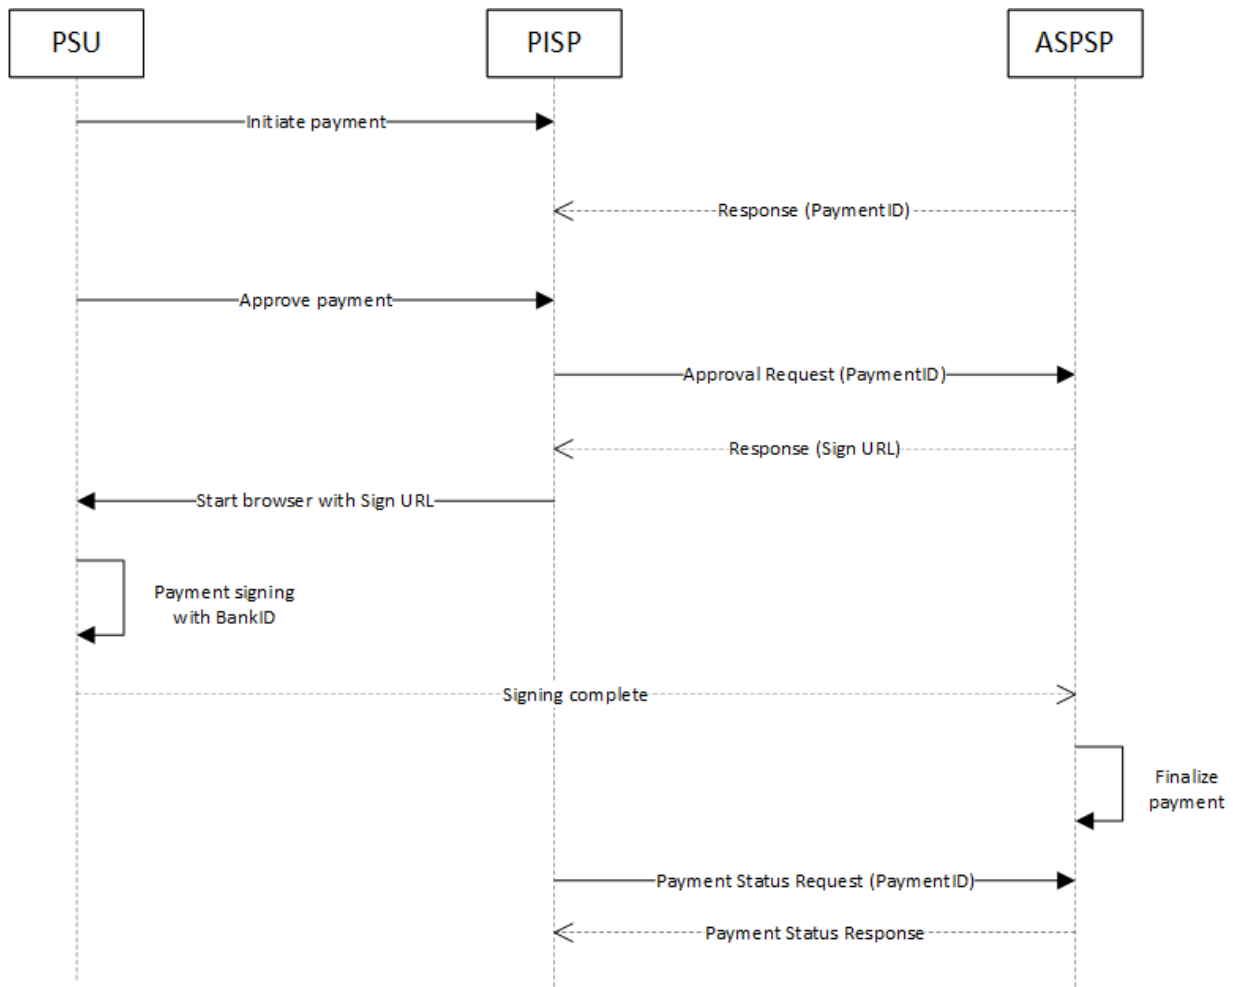 PSU
PISP
ASPSP
Initiate payment
Response (PaymentID)
Approve payment
Approval Request (PaymentID)
Response (Sign URL)
Start browser with Sign URL
Payment signing
with BankID
Signing complete
Finalize
payment
Payment Status Request (PaymentID)
Payment Status Response